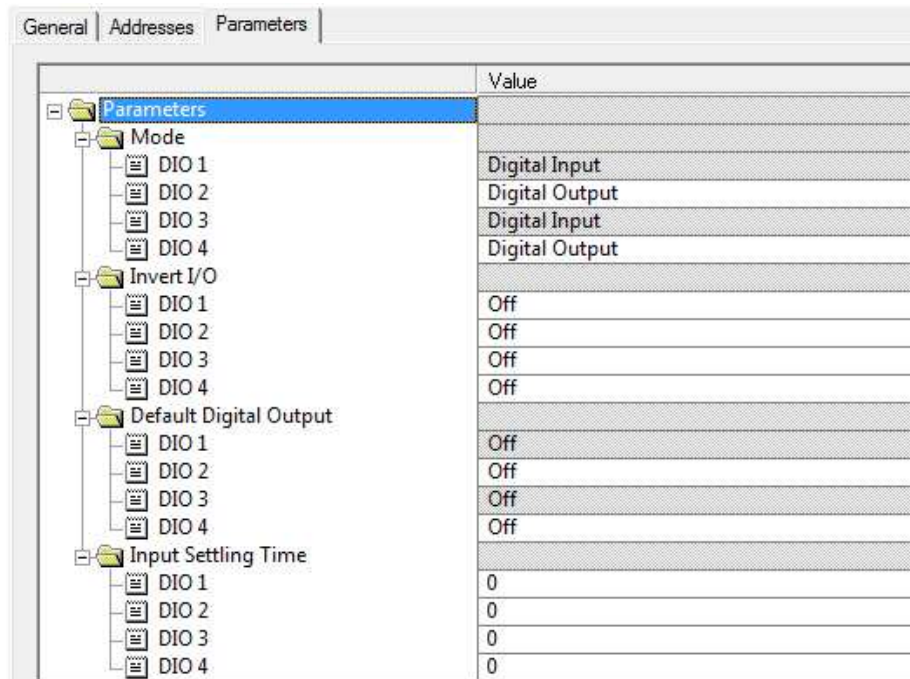 General Addresses Parameters
Value
Parameters
Mode
DIO 1 Digital Input
DIO 2 Digital Output
DIO 3 Digital Input
DIO 4 Digital Output
Invert I/O
DIO 1 Off
DIO 2 Off
DIO 3 Off
DIO 4 Off
Default Digital Output
DIO 1 Off
DIO 2 Off
DIO 3 Off
DIO 4 Off
Input Settling Time
DIO 1 0
DIO 2 0
DIO 3 0
DIO 4 0